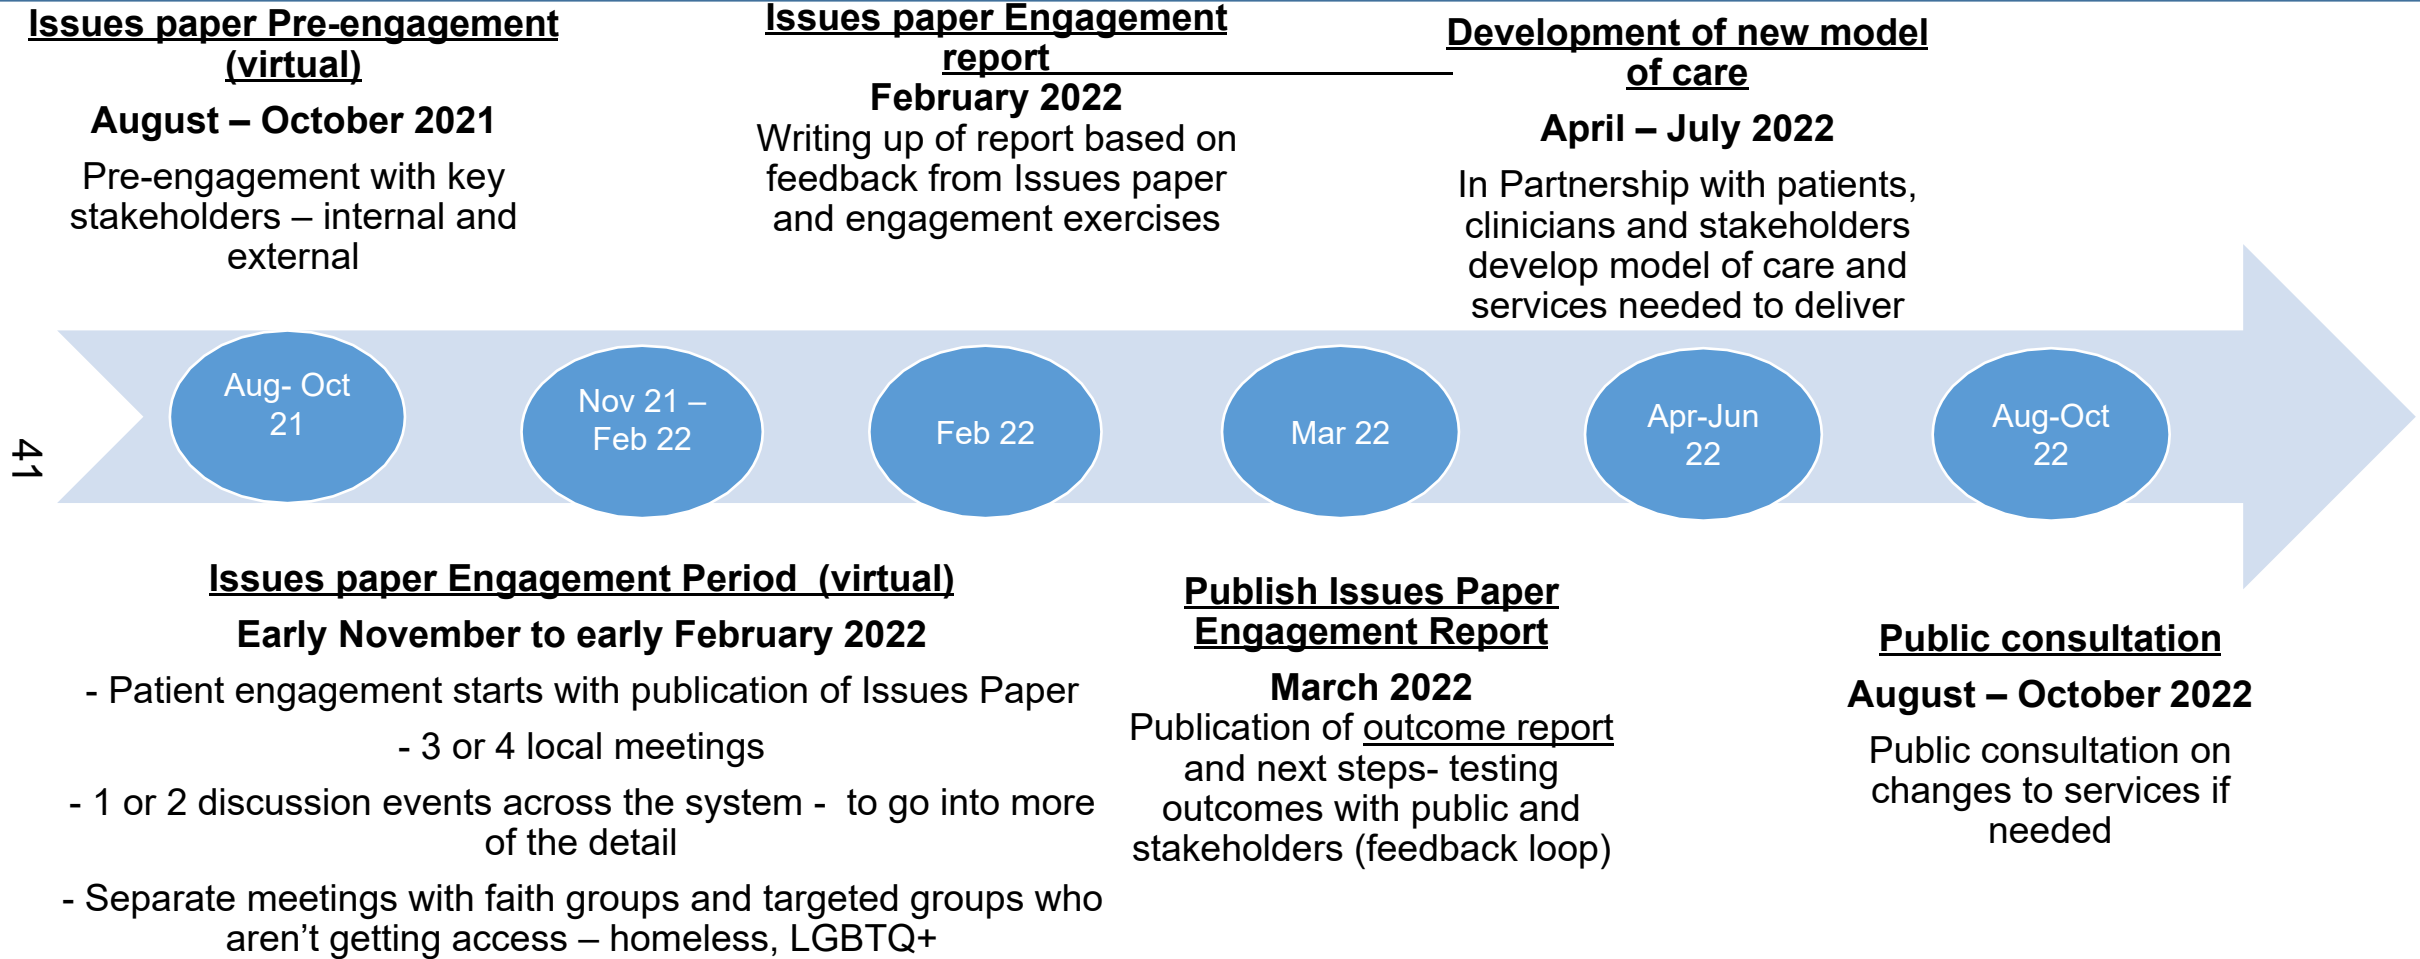 Issues paper Pre-engagement
(virtual)
August – October 2021
Pre-engagement with key
stakeholders – internal and
external
Issues paper Engagement
report
February 2022
Writing up of report based on
feedback from Issues paper
and engagement exercises
Development of new model
of care
April – July 2022
In Partnership with patients,
clinicians and stakeholders
develop model of care and
services needed to deliver
Aug- Oct
21
Nov 21 –
Feb 22
Feb 22
Mar 22
Apr-Jun
22
Aug-Oct
22
41
Issues paper Engagement Period  (virtual)
Early November to early February 2022
- Patient engagement starts with publication of Issues Paper
- 3 or 4 local meetings
- 1 or 2 discussion events across the system -  to go into more
of the detail
- Separate meetings with faith groups and targeted groups who
aren’t getting access – homeless, LGBTQ+
Publish Issues Paper
Engagement Report
March 2022
Publication of outcome report
and next steps- testing
outcomes with public and
stakeholders (feedback loop)
Public consultation
August – October 2022
Public consultation on
changes to services if
needed